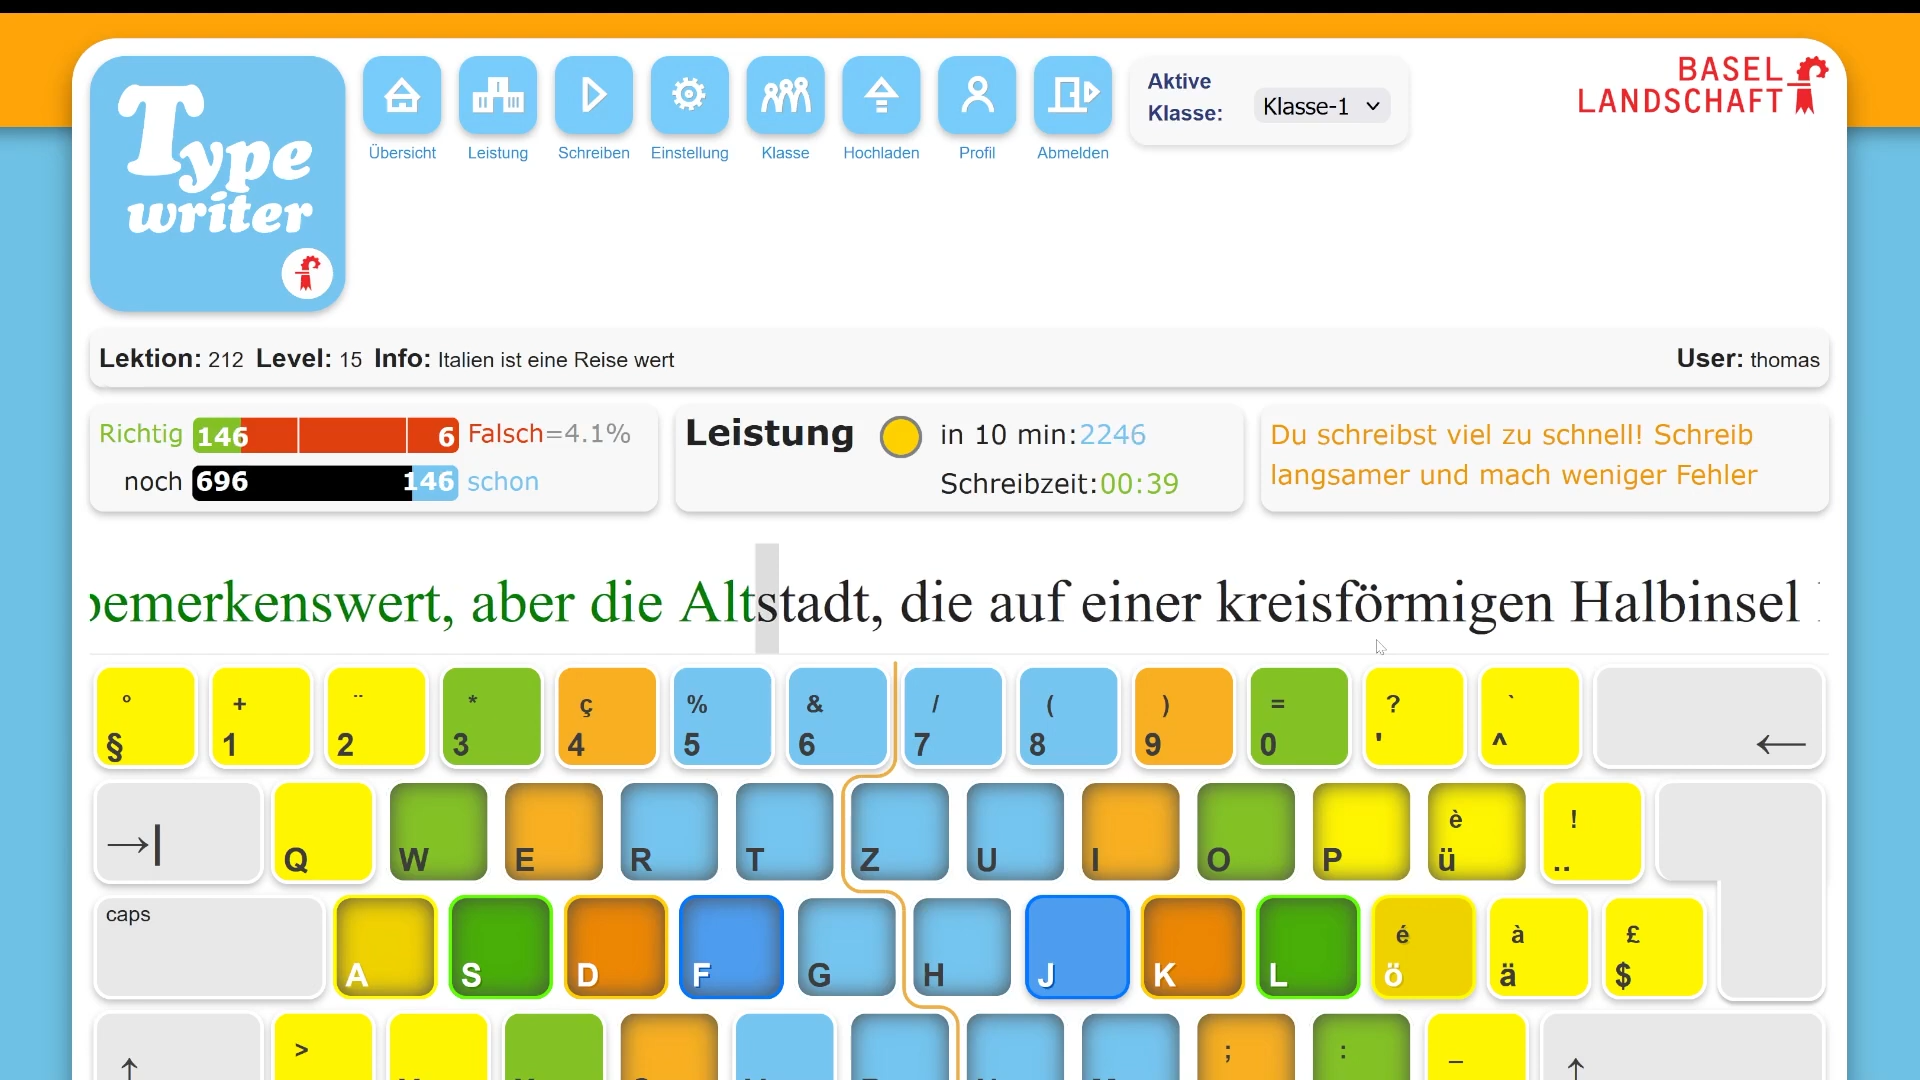 Type
writer
Übersicht
Leistung
Schreiben
Einstellung
Klasse
Hochladen
Profil
Abmelden
Aktive
Klasse:
Klasse-1
BASEL
LANDSCHAFT
Lektion: 212 Level: 15 Info: Italien ist eine Reise wert
User: thomas
Richtig 146 6 Falsch=4.1%
noch 696 146 schon
Leistung in 10 min:2246
Schreibzeit:00:39
Du schreibst viel zu schnell! Schreib
langsamer und mach weniger Fehler
bemerkenswert, aber die Altstadt, die auf einer kreisförmigen Halbinsel
° + ¨ * ç % & / ( ) = ? `
§ 1 2 3 4 5 6 7 8 9 0 ' ^ ←
è !
→| Q W E R T Z U I O P ü ¨
caps
é à £
A S D F G H J K L ö ä $
> ; : _
↑ ↑